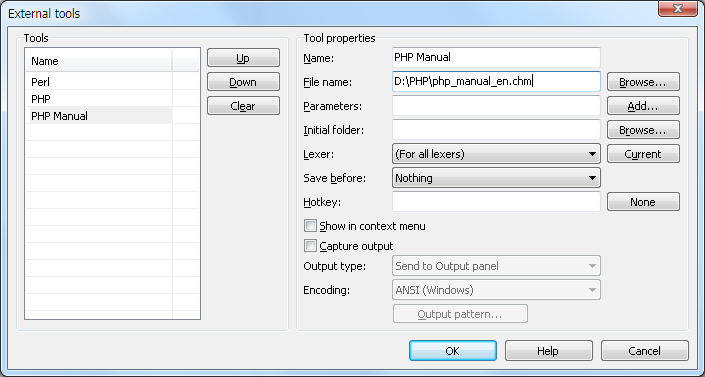 External tools
Tools
Name
Perl
PHP
PHP Manual
Up
Down
Clear
Tool properties
Name: PHP Manual
File name: D:\PHP\php_manual_en.chm Browse...
Parameters: Add...
Initial folder: Browse...
Lexer: (For all lexers) Current
Save before: Nothing
Hotkey: None
Show in context menu
Capture output
Output type: Send to Output panel
Encoding: ANSI (Windows)
Output pattern...
OK Help Cancel